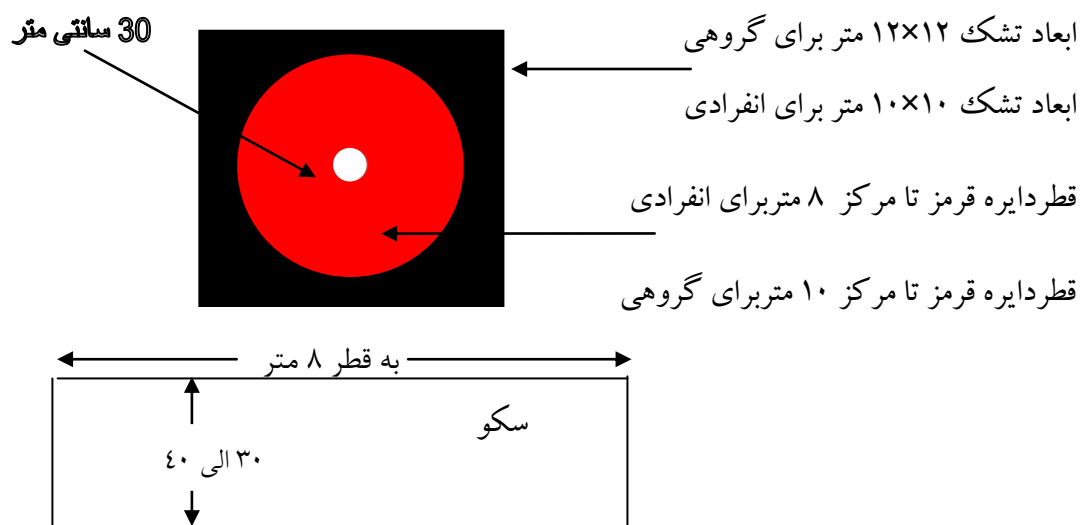 30 سانتی متر
ابعاد تشک ۱۲×۱۲ متر برای گروهی
ابعاد تشک ۱۰×۱۰ متر برای انفرادی
قطردایره قرمز تا مرکز ۸ متربرای انفرادی
قطردایره قرمز تا مرکز ۱۰ متربرای گروهی
به قطر ۸ متر
سکو
۳۰ الی ٤۰